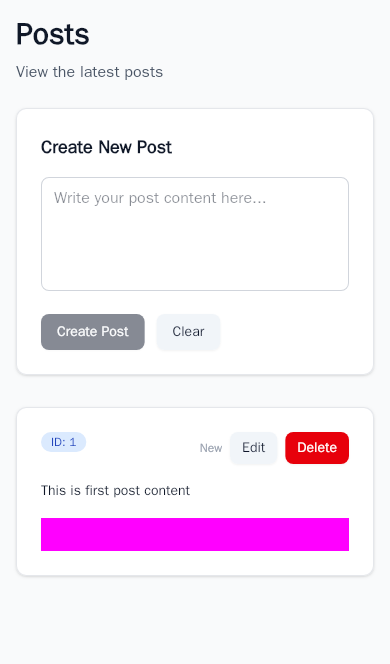 Posts
View the latest posts
Create New Post
Write your post content here...
Create Post
Clear
ID: 1
New
Edit
Delete
This is first post content